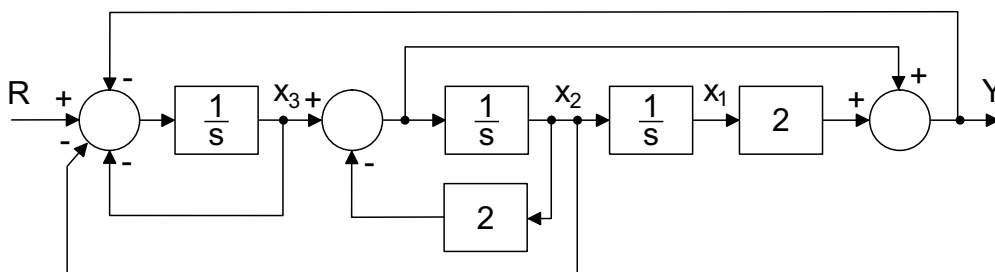 -
R + x₃ + x₂ x₁ + + Y
1/s 1/s 1/s 2
- - -
2